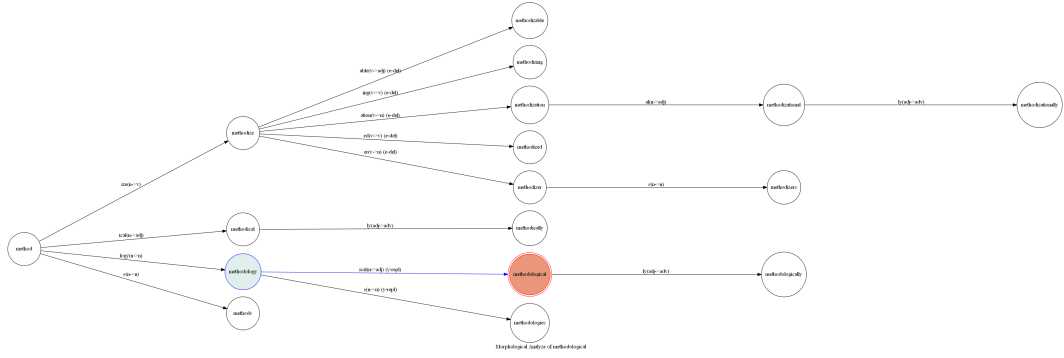 methodizable
able(v->adj) (e-del)
methodizing
ing(v->v) (e-del)
methodization
al(n->adj)
methodizational
ly(adj->adv)
methodizationally
ation(v->n) (e-del)
methodize
ed(v->v) (e-del)
methodized
er(v->n) (e-del)
methodizer
s(n->n)
methodizers
ize(n->v)
method
ical(n->adj)
methodical
ly(adj->adv)
methodically
logy(n->n)
methodology
ical(n->adj) (y-repl)
methodological
ly(adj->adv)
methodologically
s(n->n)
methods
s(n->n) (y-repl)
methodologies
Morphological Analyze of methodological